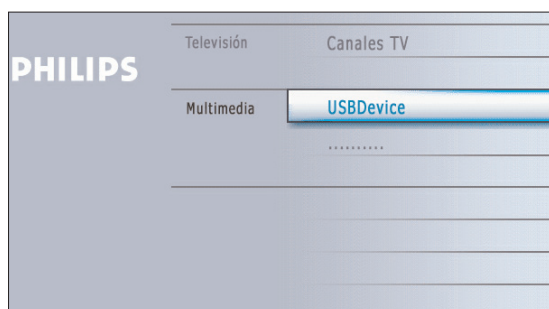 PHILIPS
Televisión Canales TV
Multimedia USBDevice
..........